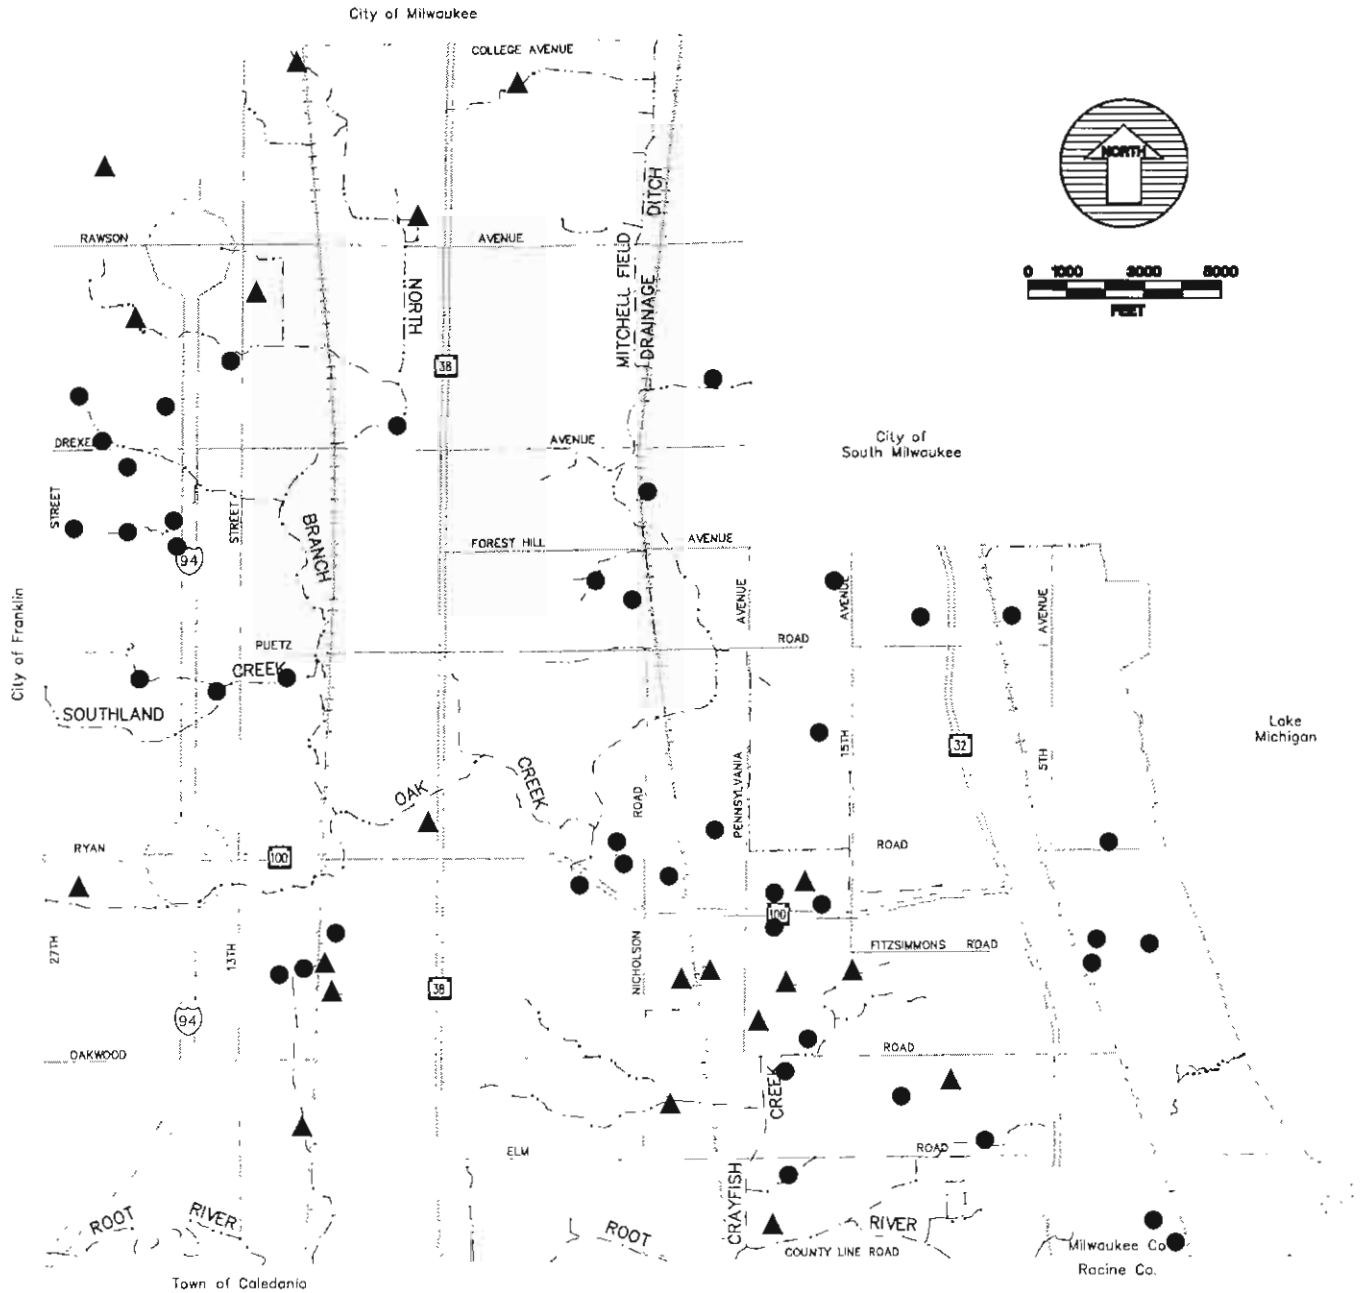 City of Milwaukee
COLLEGE AVENUE
NORTH
DITCH
RAWSON
AVENUE
MITCHELL FIELD
DRAINAGE
0 1000 3000 5000
FEET
NORTH
38
DREXE
AVENUE
City of
South Milwaukee
STREET
STREET
BRANCH
FOREST HILL
AVENUE
94
AVENUE
AVENUE
AVENUE
City of Franklin
PUETZ
ROAD
CREEK
SOUTHLAND
Lake
Michigan
15TH
32
5TH
OAK
CREEK
ROAD
PENNSYLVANIA
RYAN
100
ROAD
100
27TH
13TH
NICHOLSON
FITZSIMMONS ROAD
38
94
OAKWOOD
ROAD
CREEK
ELM
ROAD
CRAYFISH
ROOT
RIVER
ROOT
RIVER
COUNTY LINE ROAD
Milwaukee Co
Racine Co.
Town of Caledonia